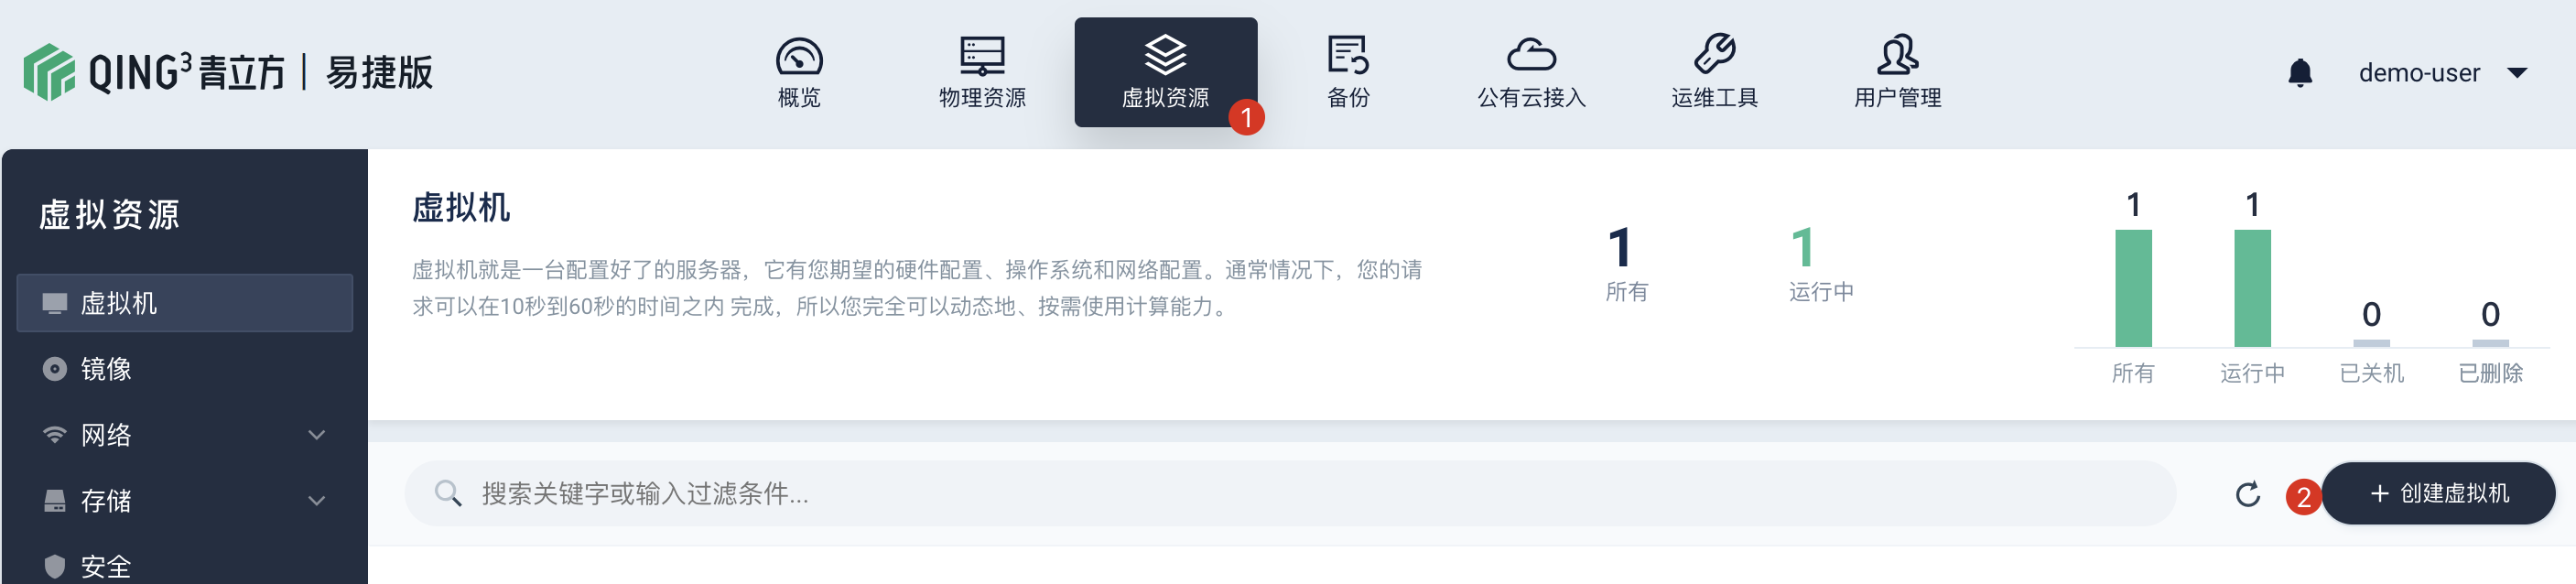 QING³青立方 | 易捷版
概览
物理资源
虚拟资源
1
备份
公有云接入
运维工具
用户管理
demo-user
虚拟资源
虚拟机
镜像
网络
存储
安全
虚拟机
虚拟机就是一台配置好了的服务器，它有您期望的硬件配置、操作系统和网络配置。通常情况下，您的请
求可以在10秒到60秒的时间之内 完成，所以您完全可以动态地、按需使用计算能力。
1
所有
1
运行中
1
1
0
0
所有
运行中
已关机
已删除
搜索关键字或输入过滤条件...
2
+ 创建虚拟机